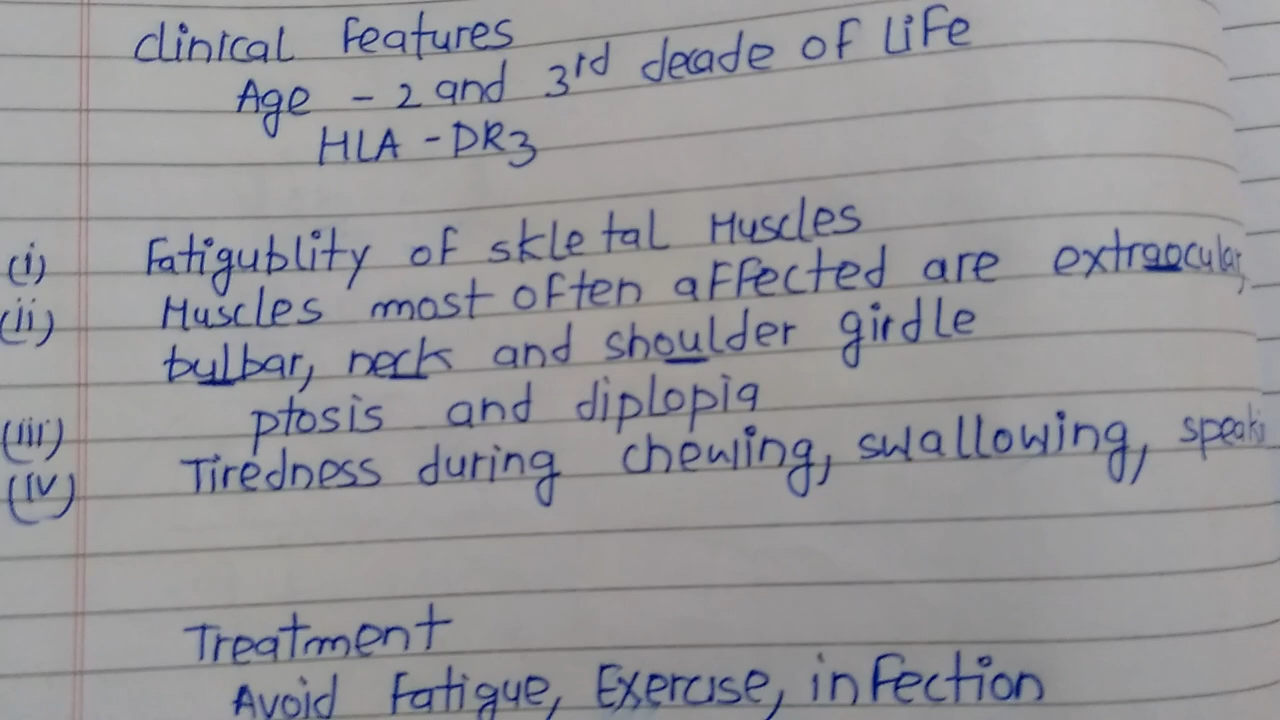 Clinical Features
Age - 2 and 3rd decade of Life
HLA - DR3
(i) Fatigublity of skletal Muscles
(ii) Muscles most often affected are extraocular,
bulbar, neck and shoulder girdle
(iii) ptosis and diplopia
(iv) Tiredness during chewing, swallowing, speaki
Treatment
Avoid Fatigue, Exercise, infection